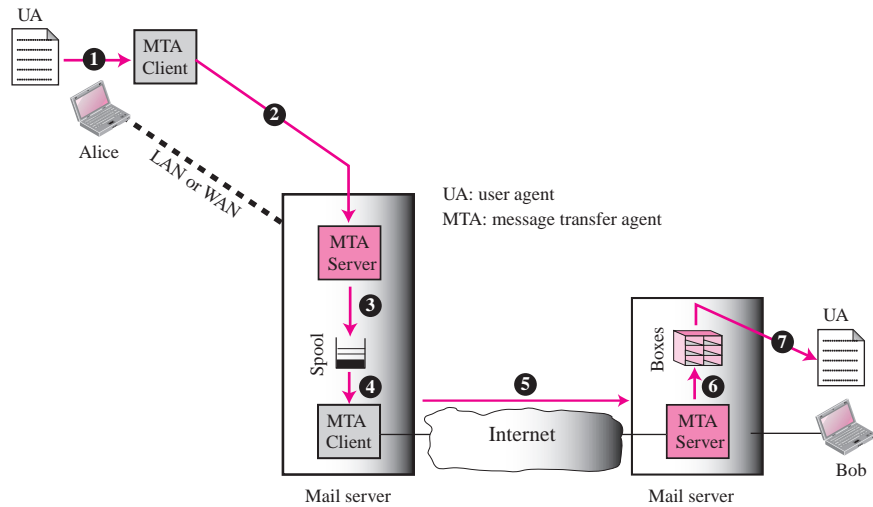 UA
1
MTA
Client
2
Alice
LAN or WAN
UA: user agent
MTA: message transfer agent
MTA
Server
3
Spool
4
MTA
Client
Mail server
5
Internet
Boxes
6
MTA
Server
Mail server
7
UA
Bob